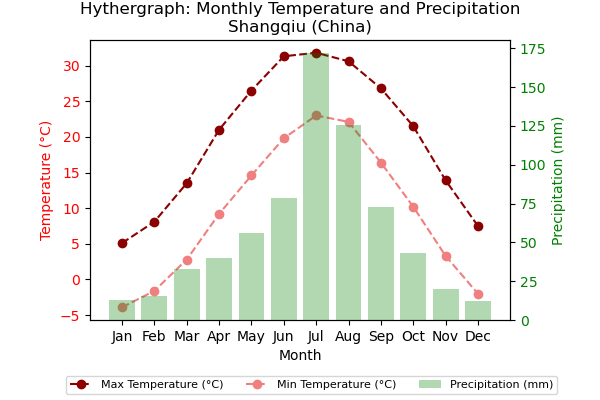 Hythergraph: Monthly Temperature and Precipitation
Shangqiu (China)
Temperature (°C)
30
25
20
15
10
5
0
−5
175
150
125
100
75
50
25
0
Precipitation (mm)
Jan Feb Mar Apr May Jun Jul Aug Sep Oct Nov Dec
Month
Max Temperature (°C) Min Temperature (°C) Precipitation (mm)